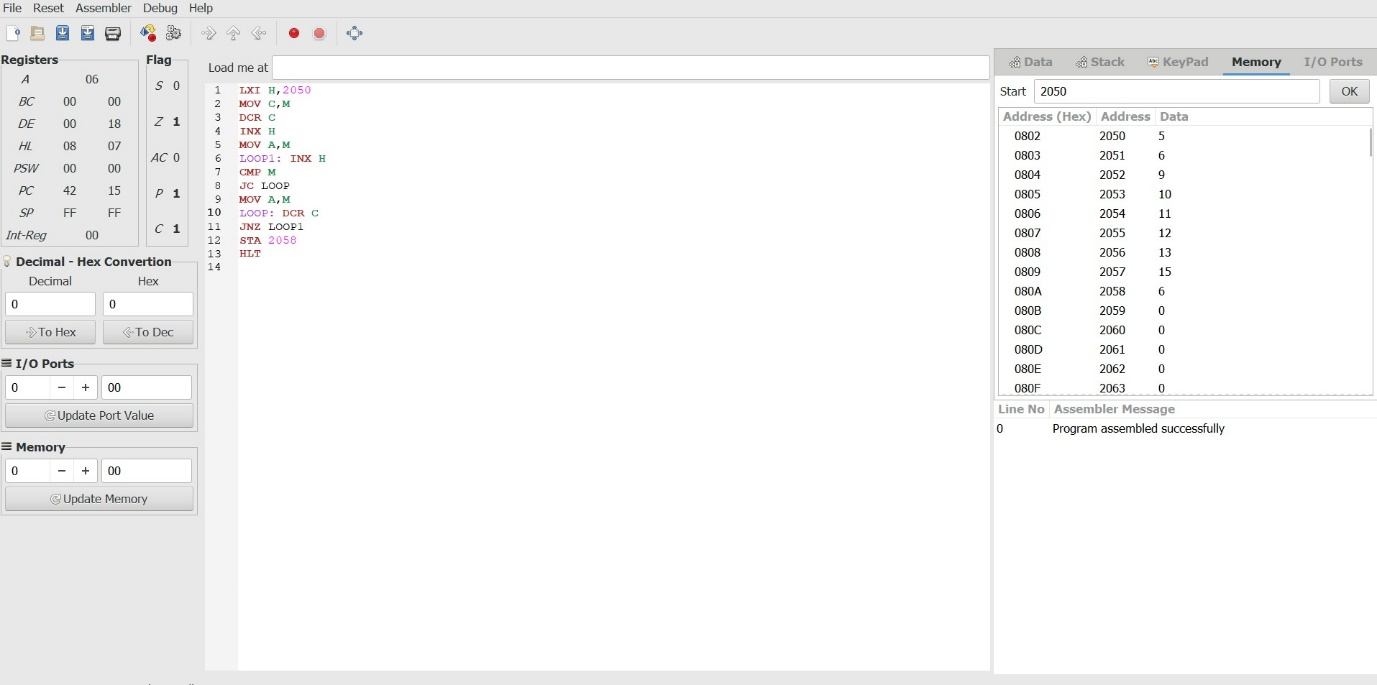 File Reset Assembler Debug Help
Registers
A 06
BC 00 00
DE 00 18
HL 08 07
PSW 00 00
PC 42 15
SP FF FF
Int-Reg 00
Flag
S 0
Z 1
AC 0
P 1
C 1
Decimal - Hex Convertion
Decimal Hex
0 0
To Hex To Dec
I/O Ports
0 − + 00
Update Port Value
Memory
0 − + 00
Update Memory
Load me at
1 LXI H,2050
2 MOV C,M
3 DCR C
4 INX H
5 MOV A,M
6 LOOP1: INX H
7 CMP M
8 JC LOOP
9 MOV A,M
10 LOOP: DCR C
11 JNZ LOOP1
12 STA 2058
13 HLT
14
Data Stack KeyPad Memory I/O Ports
Start 2050 OK
Address (Hex) Address Data
0802 2050 5
0803 2051 6
0804 2052 9
0805 2053 10
0806 2054 11
0807 2055 12
0808 2056 13
0809 2057 15
080A 2058 6
080B 2059 0
080C 2060 0
080D 2061 0
080E 2062 0
080F 2063 0
Line No Assembler Message
0 Program assembled successfully